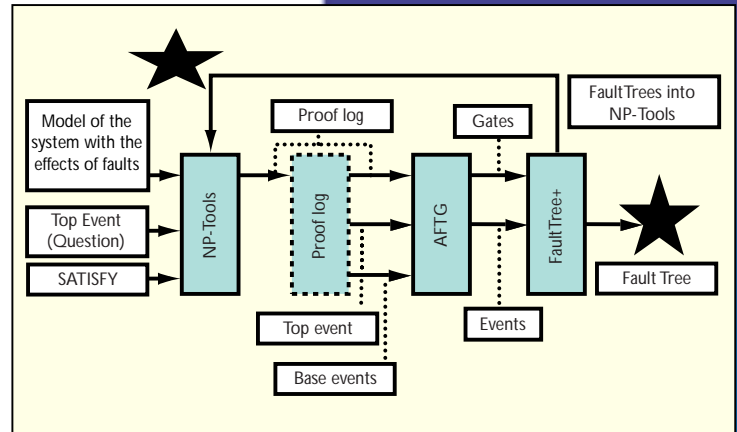 Model of the
system with the
effects of faults
Top Event
(Question)
SATISFY
NP-Tools
Proof log
Proof log
Top event
Base events
AFTG
Gates
Events
FaultTree+
FaultTrees into
NP-Tools
Fault Tree